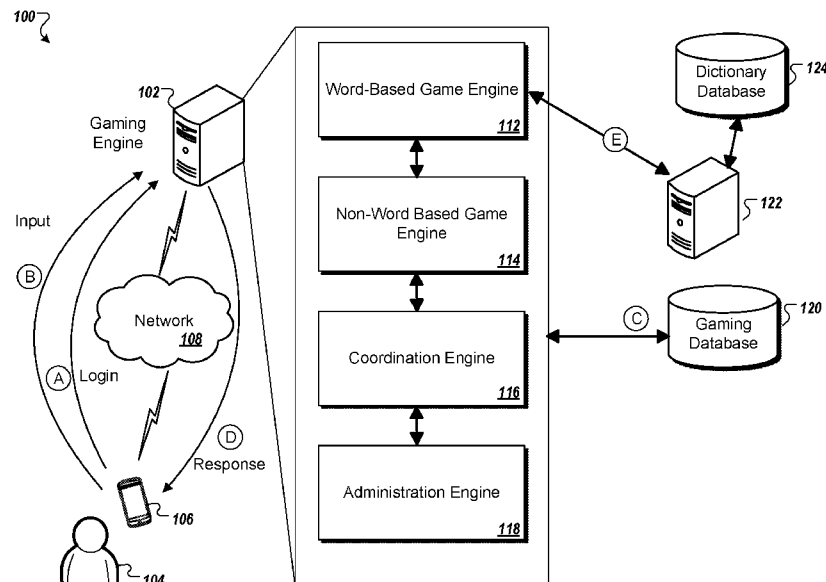 100
102
Gaming
Engine
Input
B
A
Login
Network
108
D
Response
106
104
Word-Based Game Engine
112
Non-Word Based Game
Engine
114
Coordination Engine
116
Administration Engine
118
E
C
Dictionary
Database
124
122
Gaming
Database
120